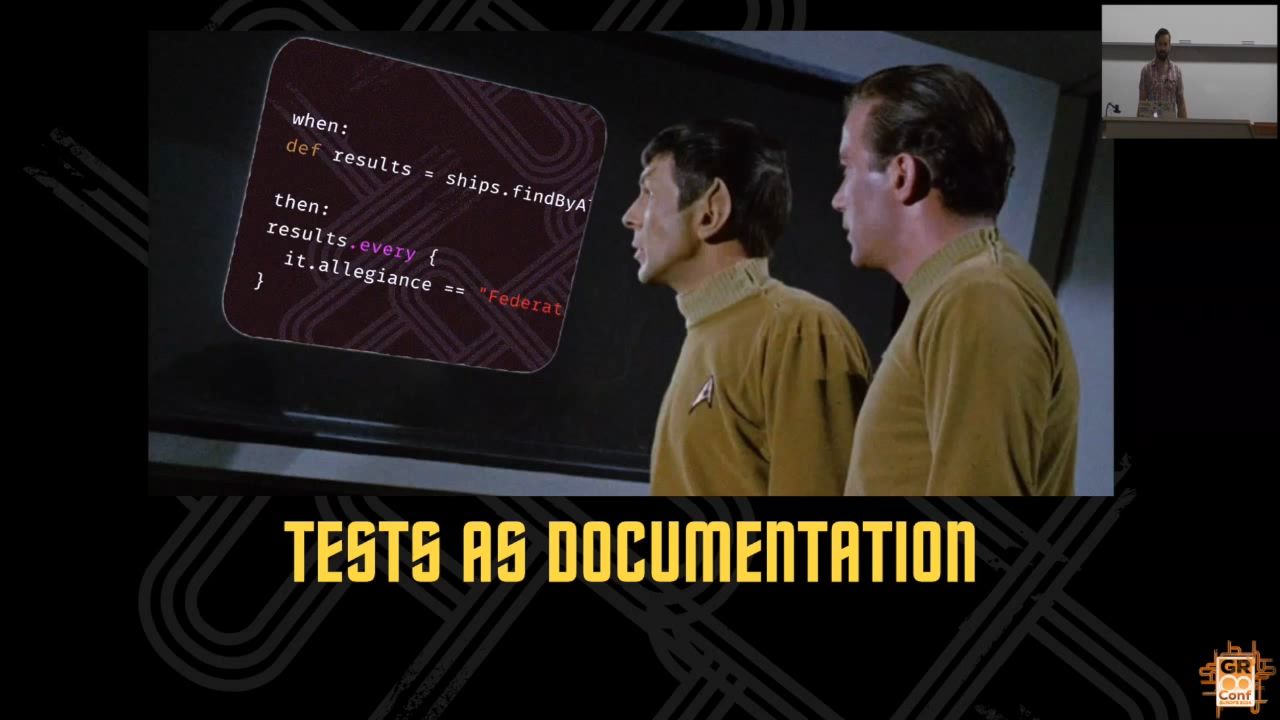 when:
def results = ships.findByA
then:
results.every {
it.allegiance == "Federat
}
TESTS AS DOCUMENTATION
GR
Conf